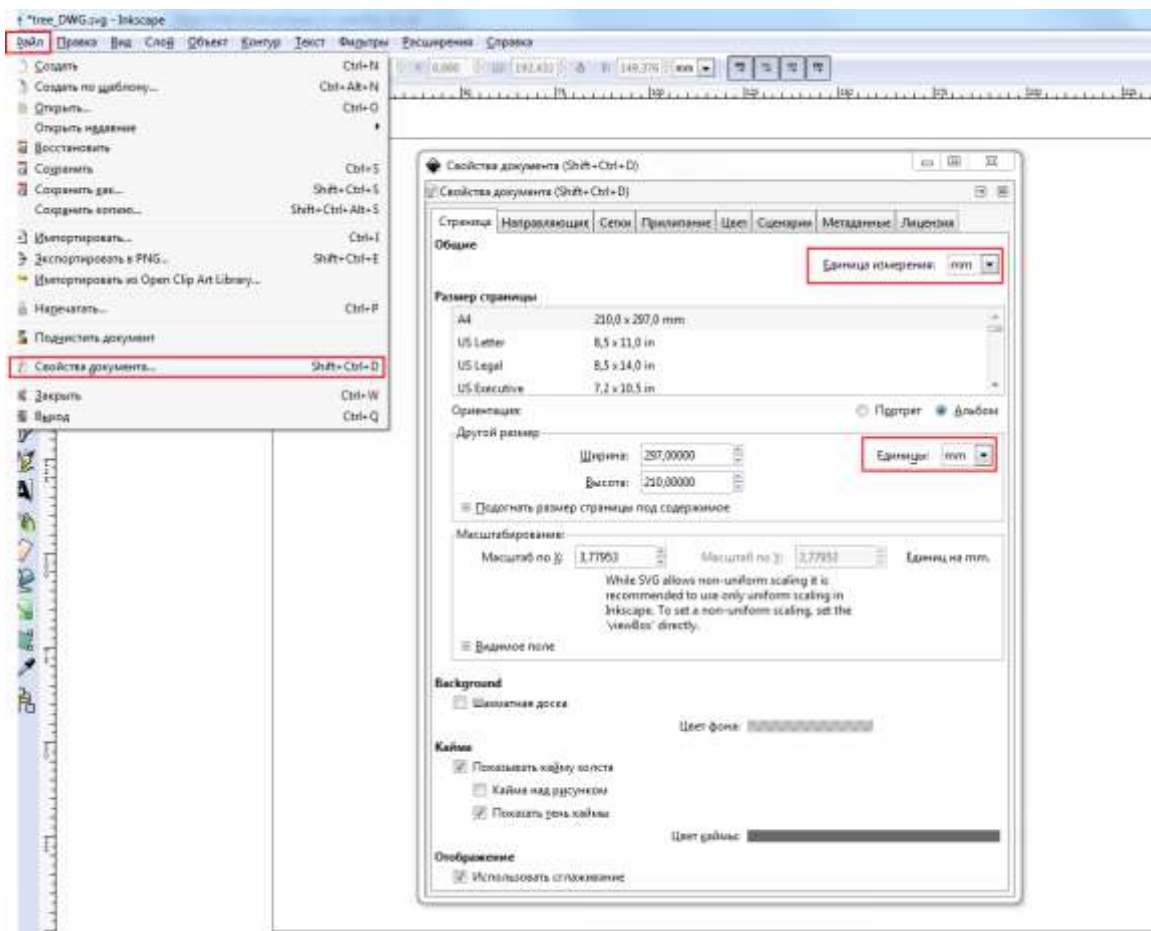 *tree_DWG.svg - Inkscape
Файл Правка Вид Слой Объект Контур Текст Фильтры Расширения Справка
0,000 192,432 149,376 mm
Создать Ctrl+N
Создать по шаблону... Ctrl+Alt+N
Открыть... Ctrl+O
Открыть недавние
Восстановить
Сохранить Ctrl+S
Сохранить как... Shift+Ctrl+S
Сохранить копию... Shift+Ctrl+Alt+S
Импортировать... Ctrl+I
Экспортировать в PNG... Shift+Ctrl+E
Импортировать из Open Clip Art Library...
Напечатать... Ctrl+P
Подчистить документ
Свойства документа... Shift+Ctrl+D
Закрыть Ctrl+W
Выход Ctrl+Q
Свойства документа (Shift+Ctrl+D)
Свойства документа (Shift+Ctrl+D)
Страница Направляющие Сетки Прилипание Цвет Сценарии Метаданные Лицензия
Общие
Единица измерения: mm
Размер страницы
A4 210,0 x 297,0 mm
US Letter 8,5 x 11,0 in
US Legal 8,5 x 14,0 in
US Executive 7,2 x 10,5 in
Ориентация: Портрет Альбом
Другой размер
Ширина: 297,00000 Единицы: mm
Высота: 210,00000
Подогнать размер страницы под содержимое
Масштабирование:
Масштаб по X: 3,77953 Масштаб по Y: 3,77953 Единиц на mm.
While SVG allows non-uniform scaling it is
recommended to use only uniform scaling in
Inkscape. To set a non-uniform scaling, set the
'viewBox' directly.
Видимое поле
Background
Шахматная доска
Цвет фона:
Кайма
Показывать кайму холста
Кайма над рисунком
Показать тень каймы
Цвет каймы:
Отображение
Использовать сглаживание